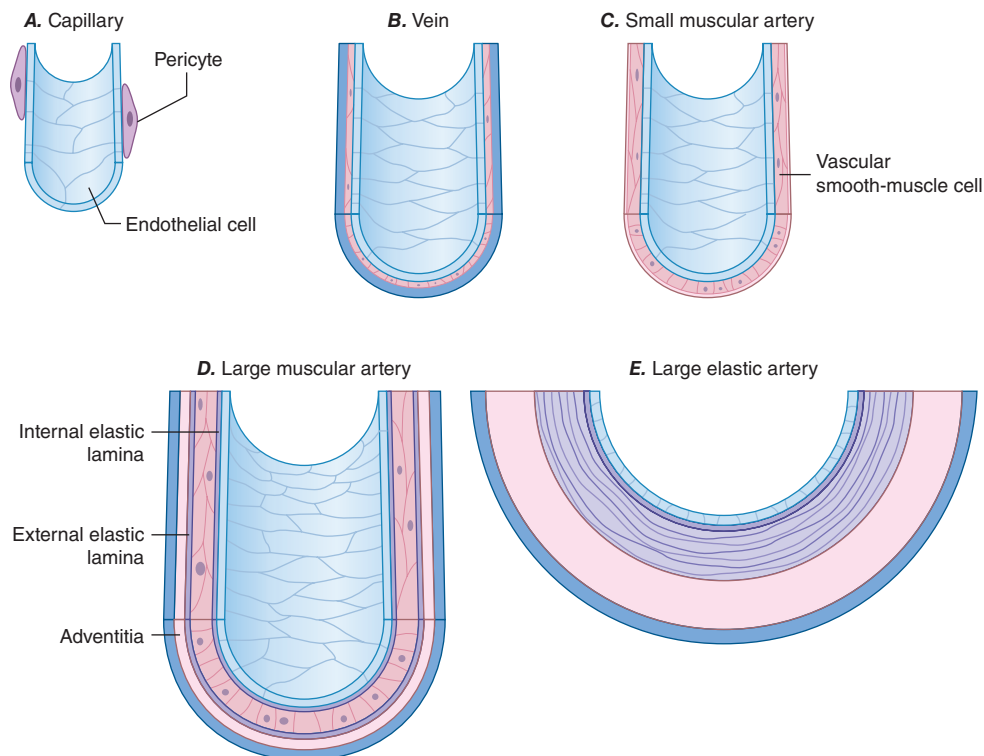 A. Capillary
Pericyte
Endothelial cell
B. Vein
C. Small muscular artery
Vascular
smooth-muscle cell
D. Large muscular artery
Internal elastic
lamina
External elastic
lamina
Adventitia
E. Large elastic artery